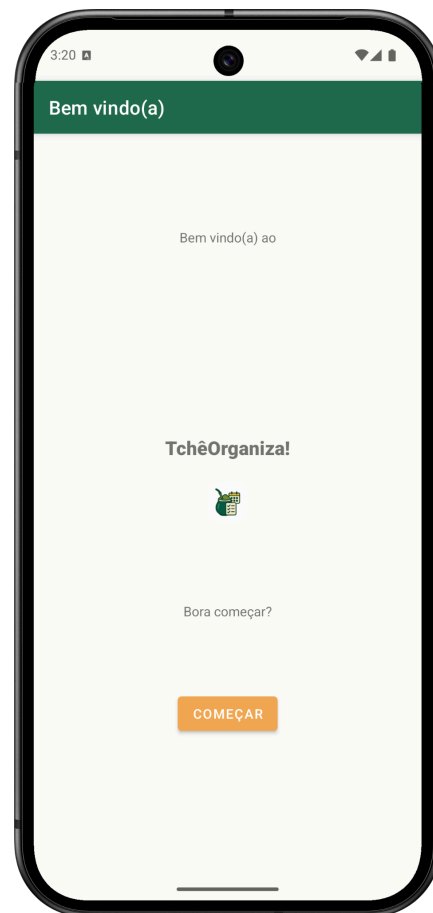 3:20
Bem vindo(a)
Bem vindo(a) ao
TchêOrganiza!
Bora começar?
COMEÇAR